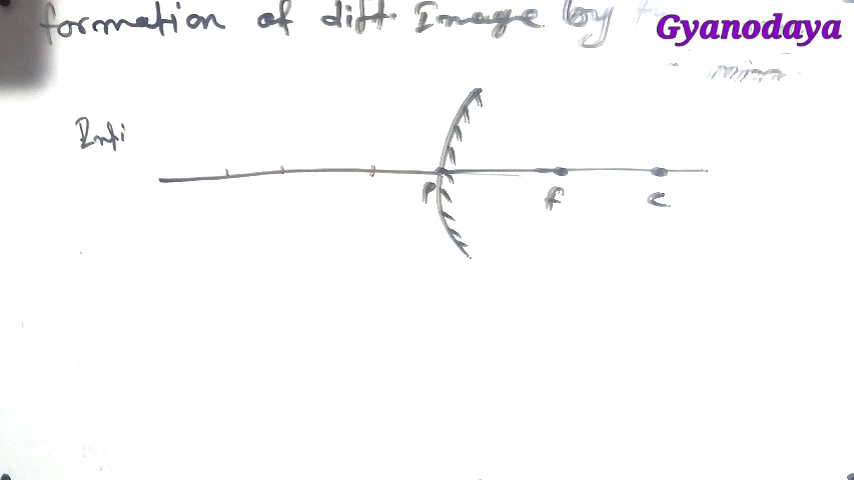 formation of diff. Image by
Gyanodaya
Infi
P
F
C